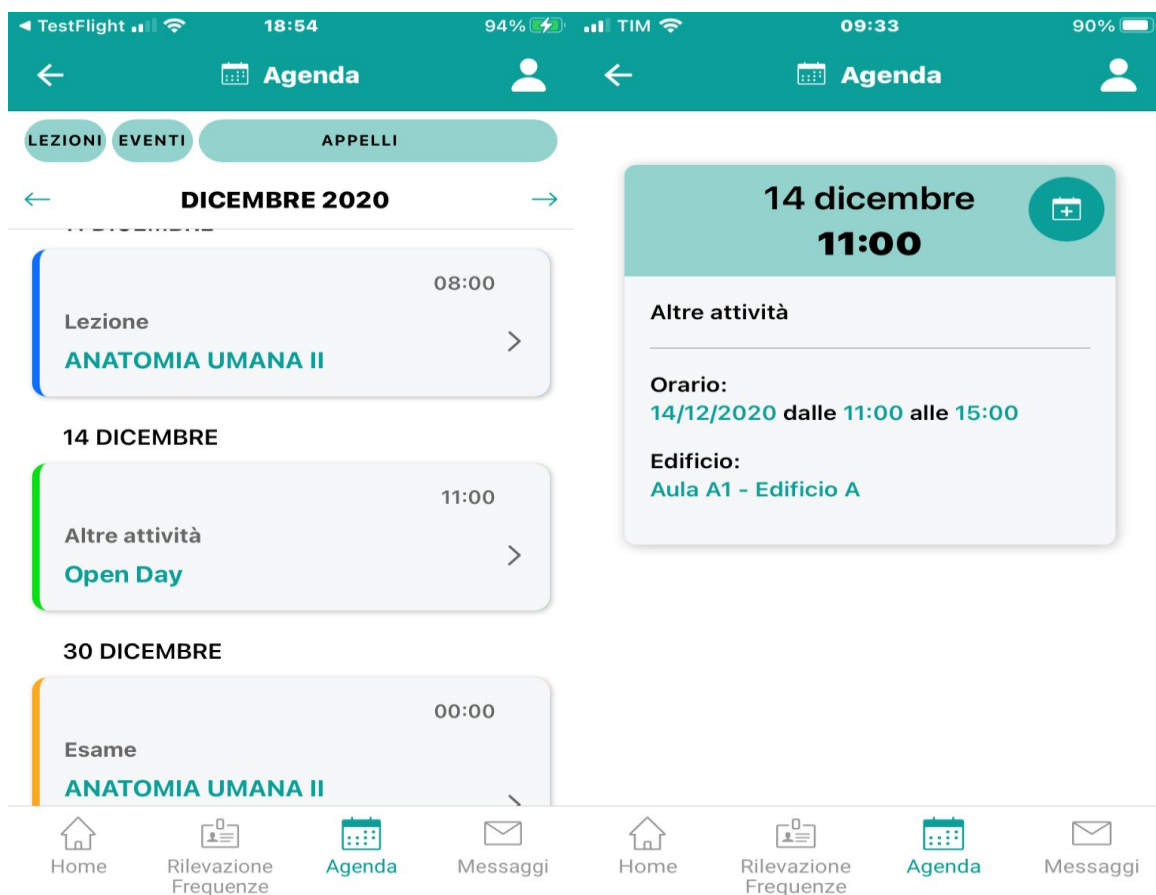 ◀ TestFlight
18:54
94%
Agenda
LEZIONI EVENTI APPELLI
← DICEMBRE 2020 →
08:00
Lezione
ANATOMIA UMANA II
14 DICEMBRE
11:00
Altre attività
Open Day
30 DICEMBRE
00:00
Esame
ANATOMIA UMANA II
Home
Rilevazione
Frequenze
Agenda
Messaggi
TIM
09:33
90%
Agenda
14 dicembre
11:00
Altre attività
Orario:
14/12/2020 dalle 11:00 alle 15:00
Edificio:
Aula A1 - Edificio A
Home
Rilevazione
Frequenze
Agenda
Messaggi